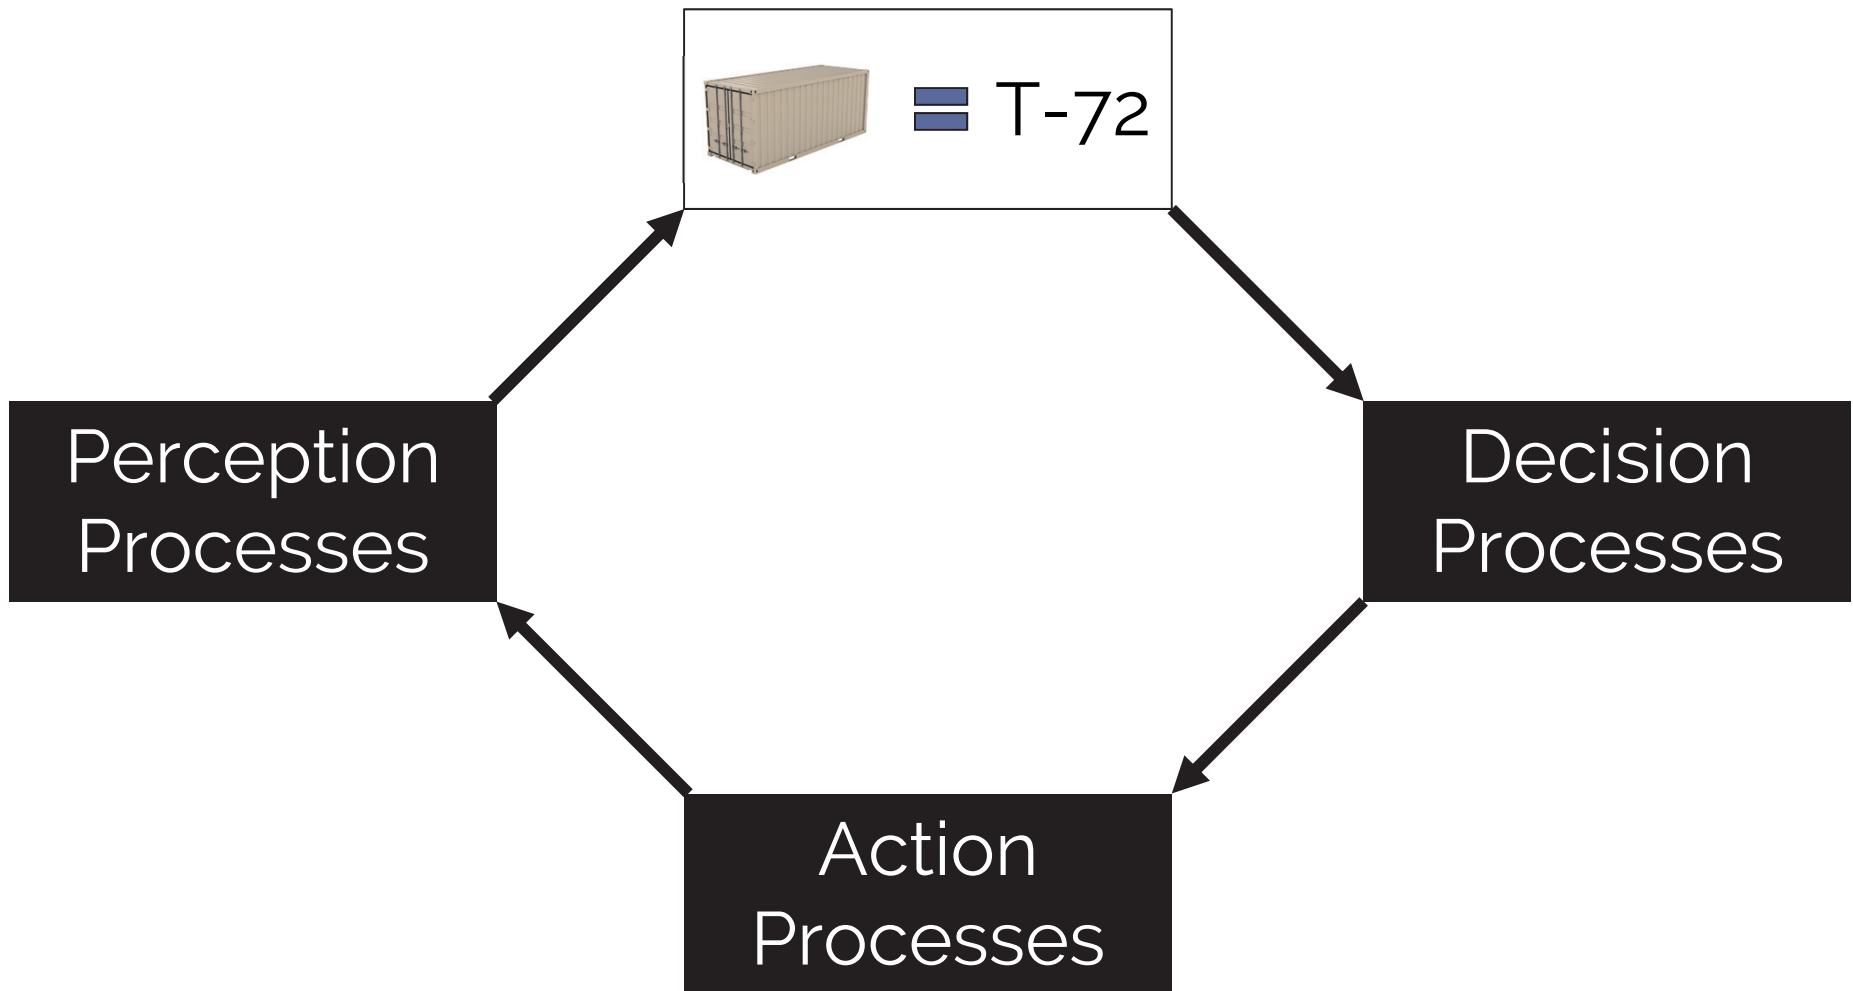 = T-72
Perception
Processes
Decision
Processes
Action
Processes